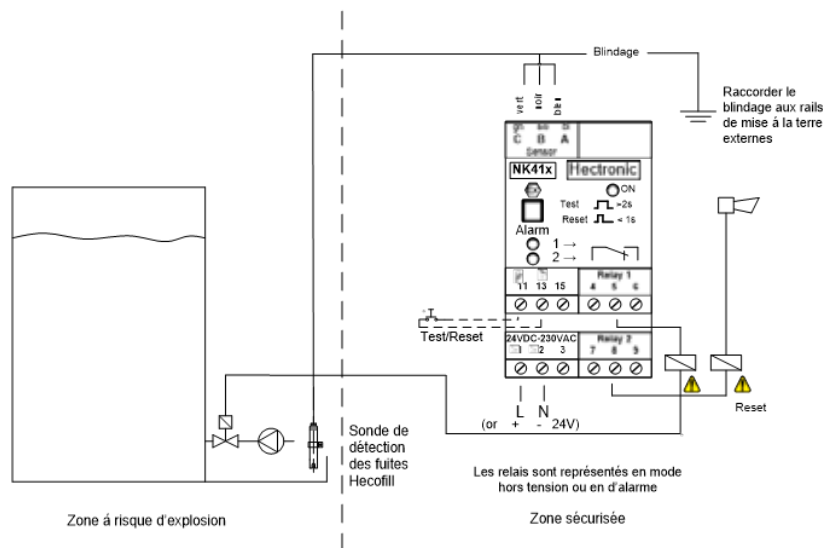 Blindage
vert noir bleu
Raccorder le
blindage aux rails
de mise á la terre
externes
C B A
Sensor
NK41x Hectronic
Ex
ON
Test >2s
Reset < 1s
Alarm
1 →
2 →
11 13 15
Relay 1
4 5 6
Test/Reset
24VDC-230VAC
1 2 3
Relay 2
7 8 9
L N
(or + - 24V)
Reset
Sonde de
détection
des fuites
Hecofill
Les relais sont représentés en mode
hors tension ou en d'alarme
Zone á risque d'explosion
Zone sécurisée